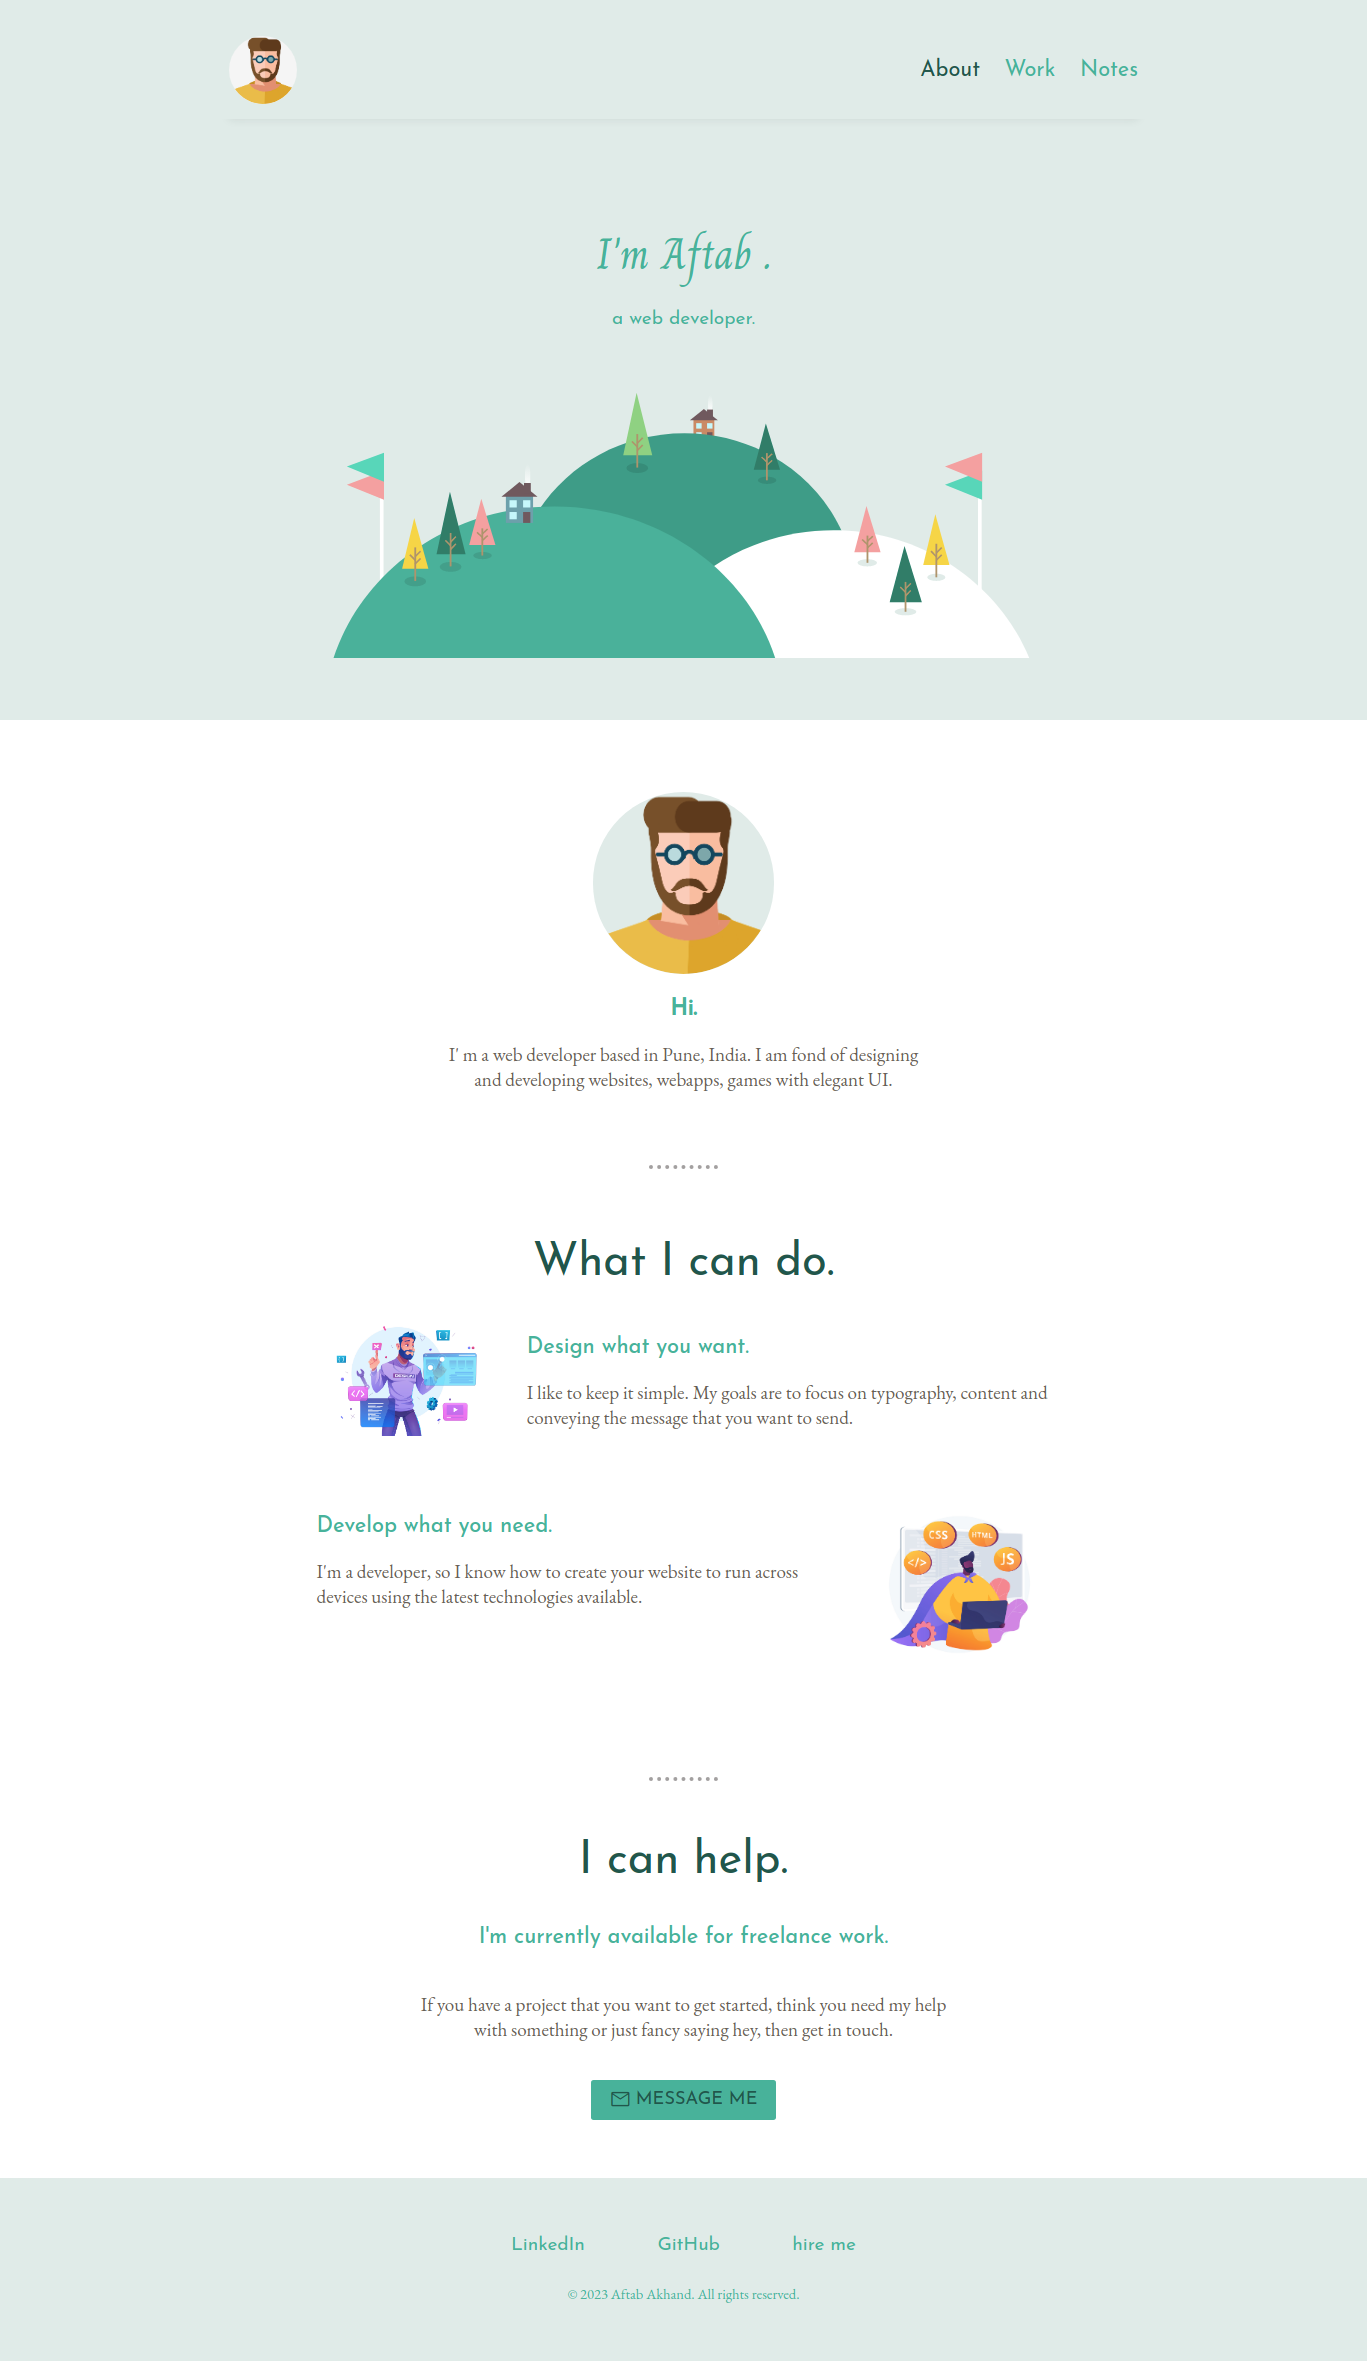 About Work Notes
I'm Aftab .
a web developer.
Hi.
I' m a web developer based in Pune, India. I am fond of designing
and developing websites, webapps, games with elegant UI.
What I can do.
Design what you want.
I like to keep it simple. My goals are to focus on typography, content and
conveying the message that you want to send.
</>
Develop what you need.
I'm a developer, so I know how to create your website to run across
devices using the latest technologies available.
CSS
HTML
</>
JS
I can help.
I'm currently available for freelance work.
If you have a project that you want to get started, think you need my help
with something or just fancy saying hey, then get in touch.
MESSAGE ME
LinkedIn GitHub hire me
© 2023 Aftab Akhand. All rights reserved.